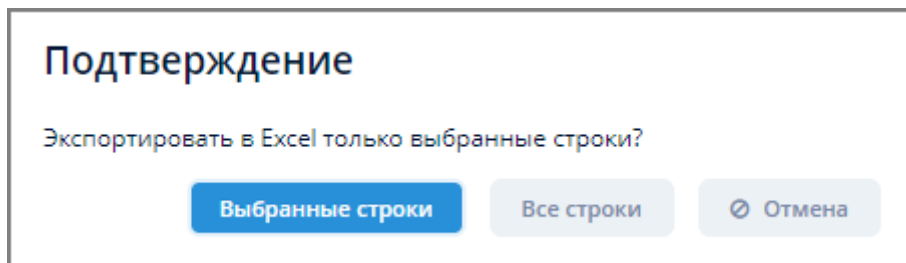 Подтверждение
Экспортировать в Excel только выбранные строки?
Выбранные строки Все строки Отмена